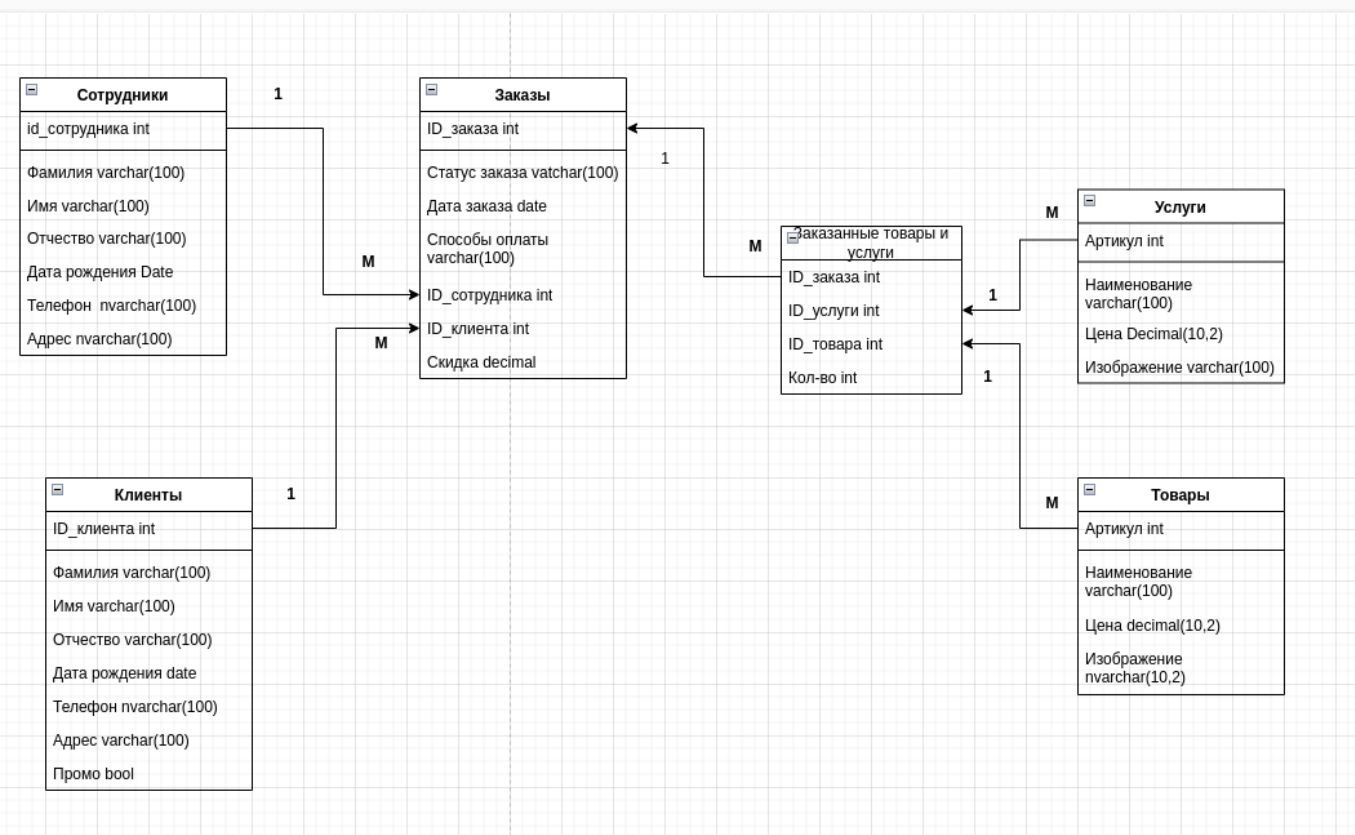 Сотрудники
id_сотрудника int
Фамилия varchar(100)
Имя varchar(100)
Отчество varchar(100)
Дата рождения Date
Телефон  nvarchar(100)
Адрес nvarchar(100)
1
М
Заказы
ID_заказа int
Статус заказа vatchar(100)
Дата заказа date
Способы оплаты
varchar(100)
ID_сотрудника int
ID_клиента int
Скидка decimal
1
М
Клиенты
ID_клиента int
Фамилия varchar(100)
Имя varchar(100)
Отчество varchar(100)
Дата рождения date
Телефон nvarchar(100)
Адрес varchar(100)
Промо bool
1
М
Заказанные товары и
услуги
ID_заказа int
ID_услуги int
ID_товара int
Кол-во int
М
1
Услуги
Артикул int
Наименование
varchar(100)
Цена Decimal(10,2)
Изображение varchar(100)
1
М
Товары
Артикул int
Наименование
varchar(100)
Цена decimal(10,2)
Изображение
nvarchar(10,2)